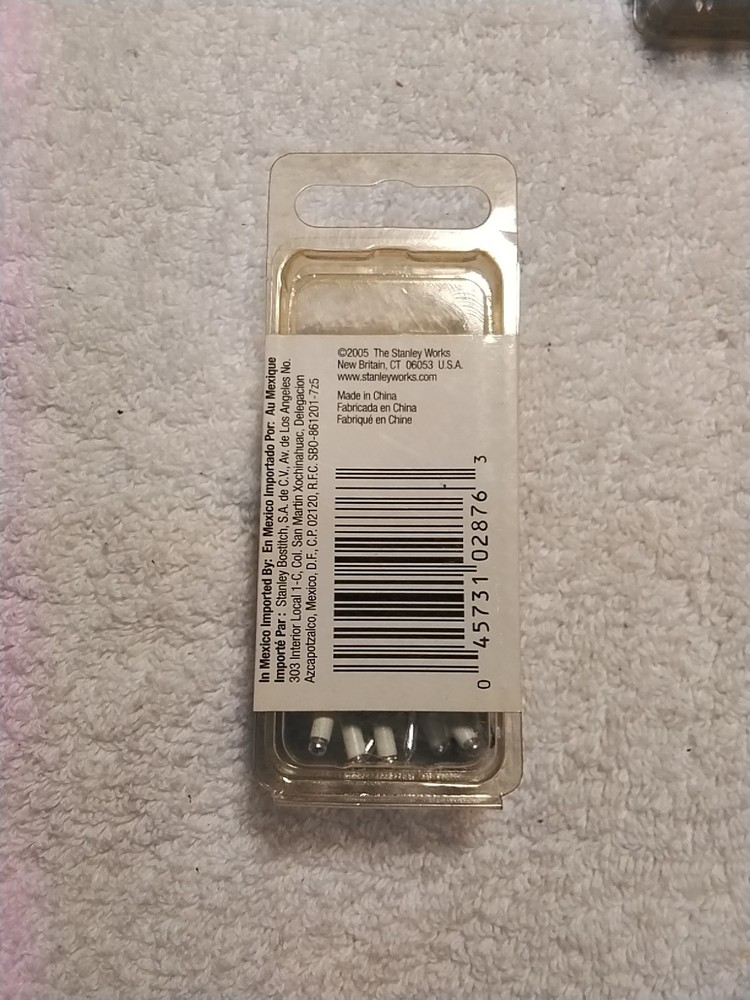 ©2005 The Stanley Works
New Britain, CT 06053 U.S.A.
www.stanleyworks.com
Made in China
Fabricada en China
Fabriqué en Chine
In Mexico Imported By: En Mexico Importado Por: Au Mexique
Importé Par : Stanley Bostitch, S.A. de C.V., Av. de Los Angeles No.
303 Interior Local 1-C, Col. San Martin Xochinahuac, Delegacion
Azcapotzalco, Mexico, D.F., C.P. 02120, R.F.C. SBO-861201-7z5
0 45731 02876 3